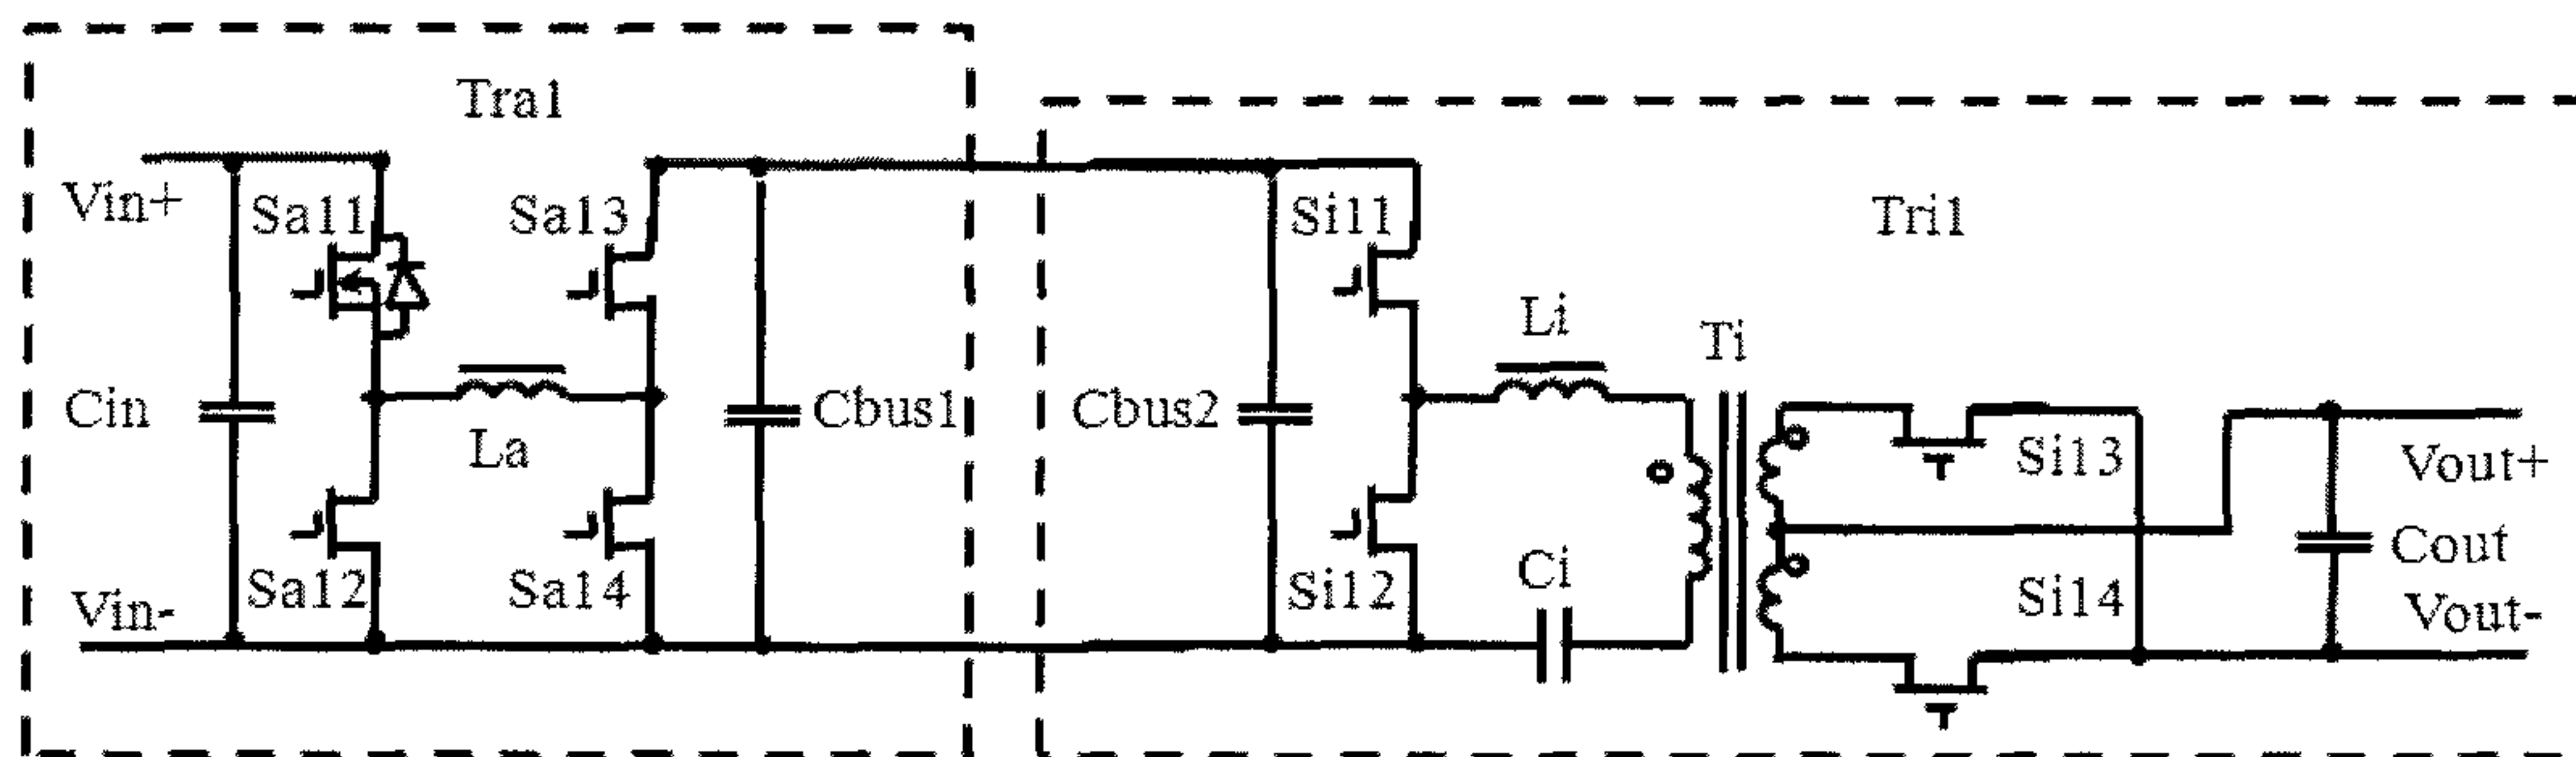 Tra1
Vin+
Sa11
Sa13
Si11
Tri1
Li
Ti
Cin
La
Cbus1
Cbus2
Si13
Vout+
Cout
Vin-
Sa12
Sa14
Si12
Ci
Si14
Vout-